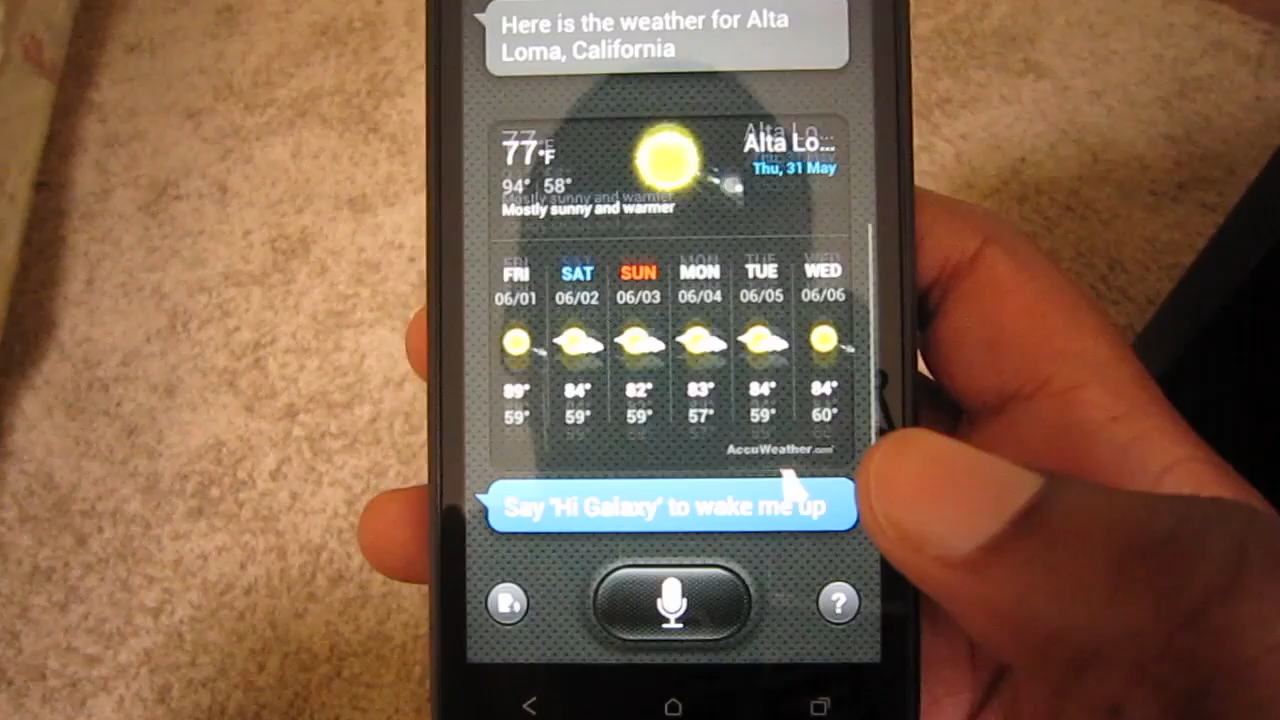 Here is the weather for Alta
Loma, California
77°F
Alta Lo...
Thu, 31 May
94° 58°
Mostly sunny and warmer
FRI SAT SUN MON TUE WED
06/01 06/02 06/03 06/04 06/05 06/06
89° 84° 82° 83° 84° 84°
59° 59° 59° 57° 59° 60°
AccuWeather.com
Say "Hi Galaxy" to wake me up
?